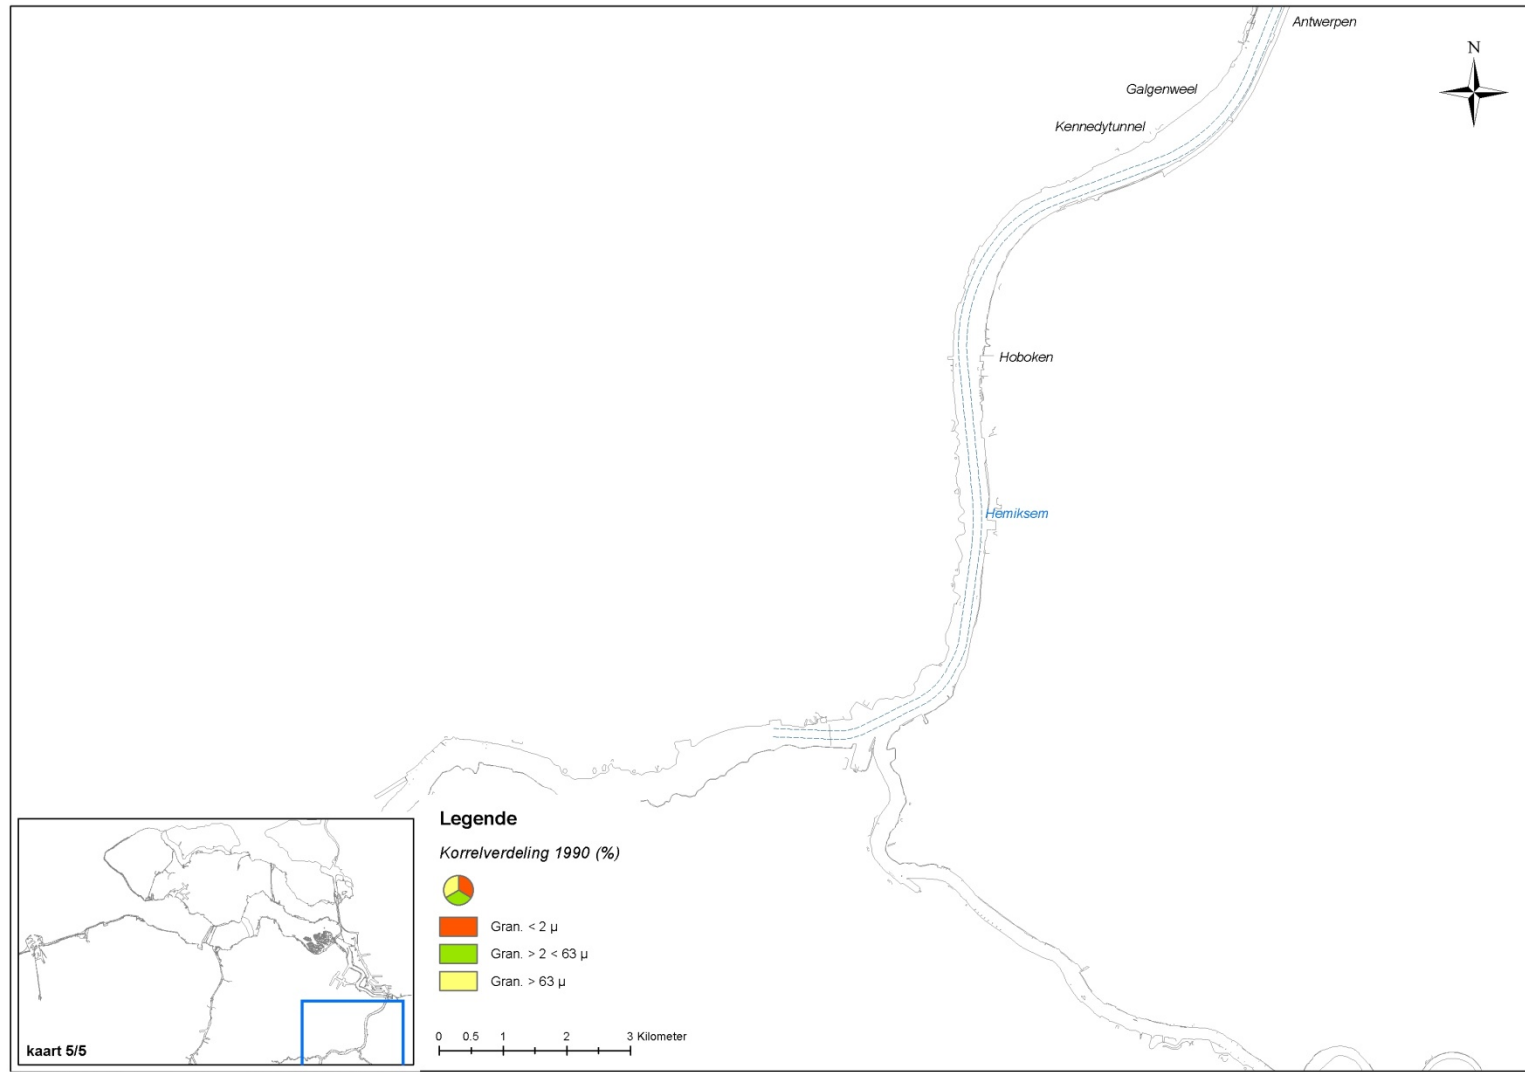 Antwerpen
N
Galgenweel
Kennedytunnel
Hoboken
Hemiksem
Legende
Korrelverdeling 1990 (%)
Gran. < 2 µ
Gran. > 2 < 63 µ
Gran. > 63 µ
0 0.5 1 2 3 Kilometer
kaart 5/5